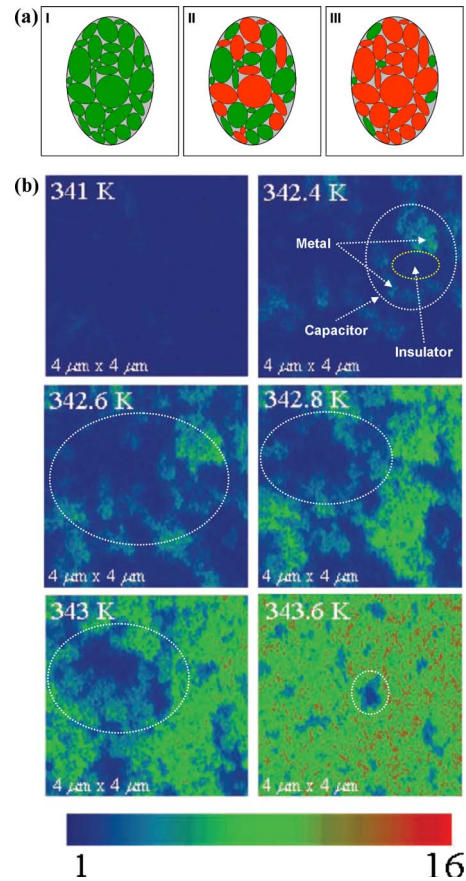 (a)
I
II
III
(b)
341 K
4 μm x 4 μm
342.4 K
Metal
Capacitor
Insulator
4 μm x 4 μm
342.6 K
4 μm x 4 μm
342.8 K
4 μm x 4 μm
343 K
4 μm x 4 μm
343.6 K
4 μm x 4 μm
1
16